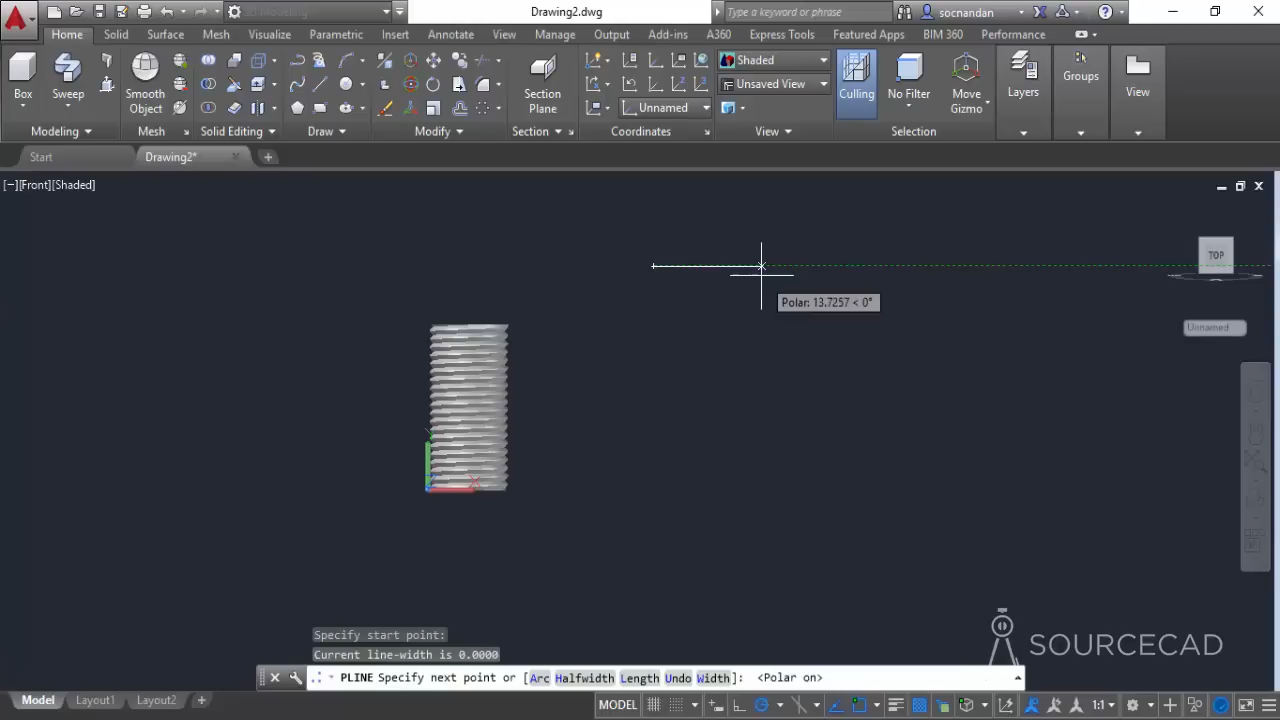 3D Modeling
Drawing2.dwg
Type a keyword or phrase
socnandan
Home Solid Surface Mesh Visualize Parametric Insert Annotate View Manage Output Add-ins A360 Express Tools Featured Apps BIM 360 Performance
Box
Sweep
Smooth
Object
Section
Plane
Shaded
Unsaved View
Unnamed
Culling
No Filter
Move
Gizmo
Layers
Groups
View
Modeling Mesh Solid Editing Draw Modify Section Coordinates View Selection
Start Drawing2*
[−][Front][Shaded]
TOP
Unnamed
Polar: 13.7257 < 0°
X
Specify start point:
Current line-width is 0.0000
PLINE Specify next point or [Arc Halfwidth Length Undo Width]: <Polar on>
SOURCECAD
Model Layout1 Layout2
MODEL 1:1